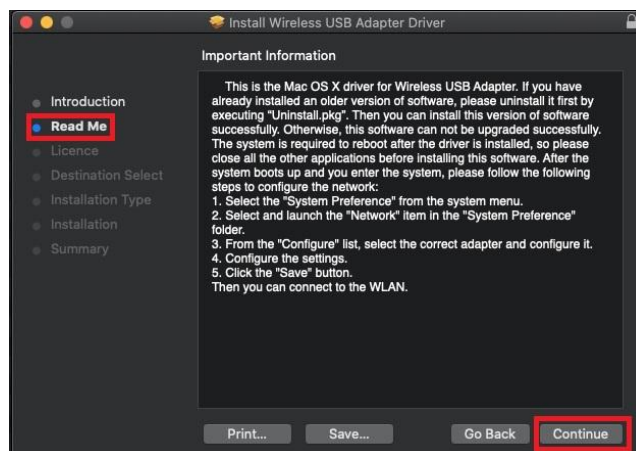 Install Wireless USB Adapter Driver
Important Information
Introduction
Read Me
Licence
Destination Select
Installation Type
Installation
Summary
This is the Mac OS X driver for Wireless USB Adapter. If you have
already installed an older version of software, please uninstall it first by
executing "Uninstall.pkg". Then you can install this version of software
successfully. Otherwise, this software can not be upgraded successfully.
The system is required to reboot after the driver is installed, so please
close all the other applications before installing this software. After the
system boots up and you enter the system, please follow the following
steps to configure the network:
1. Select the "System Preference" from the system menu.
2. Select and launch the "Network" item in the "System Preference"
folder.
3. From the "Configure" list, select the correct adapter and configure it.
4. Configure the settings.
5. Click the "Save" button.
Then you can connect to the WLAN.
Print... Save... Go Back Continue